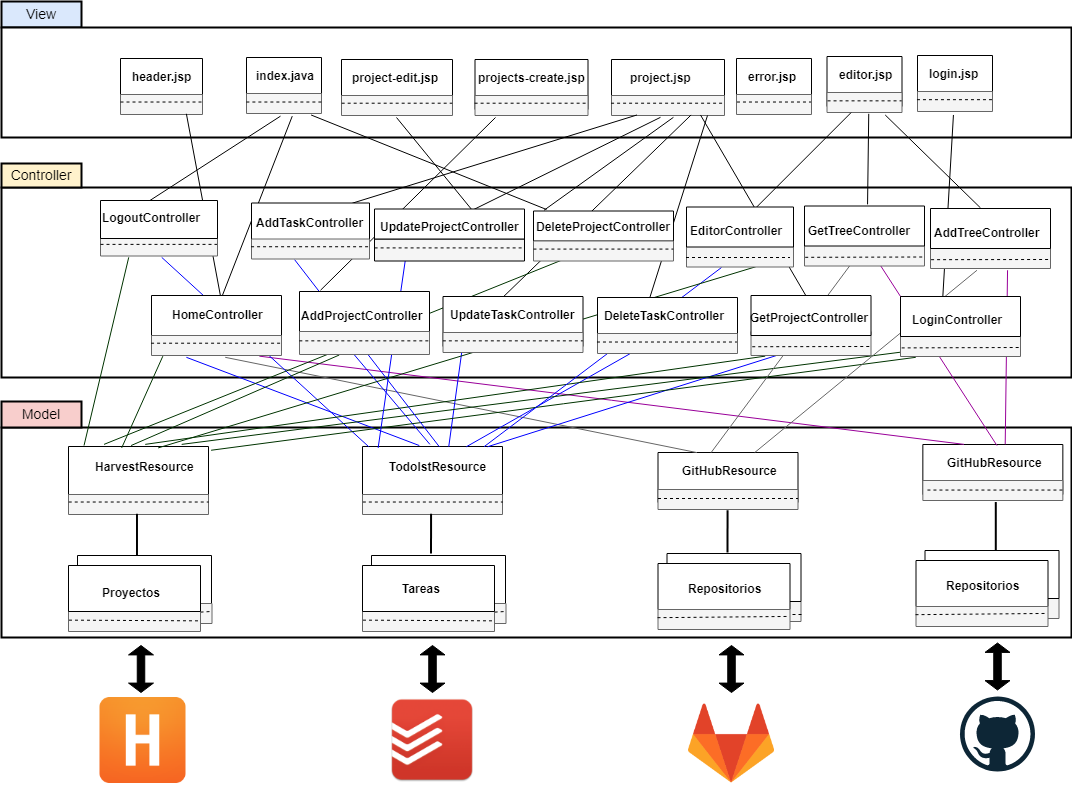 View
header.jsp
index.java
project-edit.jsp
projects-create.jsp
project.jsp
error.jsp
editor.jsp
login.jsp
Controller
LogoutController
AddTaskController
UpdateProjectController
DeleteProjectController
EditorController
GetTreeController
AddTreeController
HomeController
AddProjectController
UpdateTaskController
DeleteTaskController
GetProjectController
LoginController
Model
HarvestResource
TodoIstResource
GitHubResource
GitHubResource
Proyectos
Tareas
Repositorios
Repositorios
H